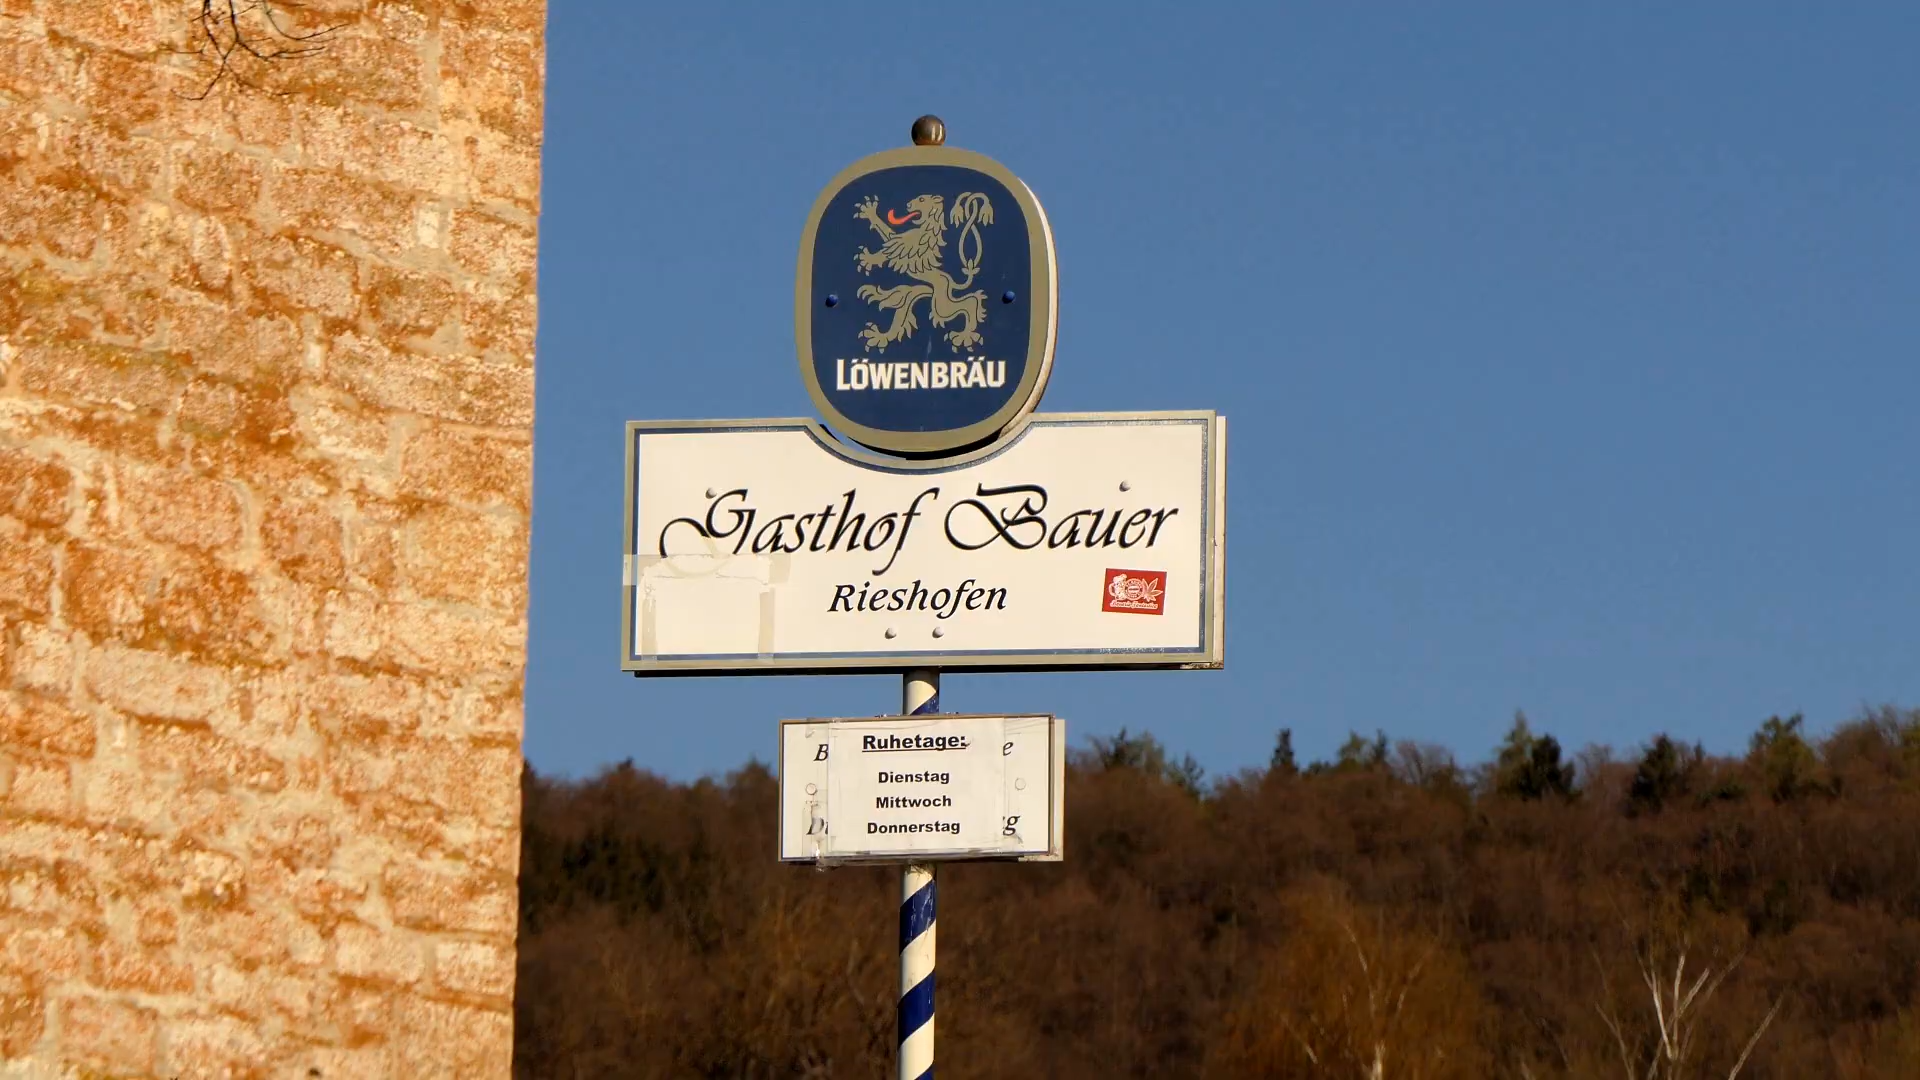 LÖWENBRÄU
Gasthof Bauer
Rieshofen
Ruhetage:
Dienstag
Mittwoch
Donnerstag